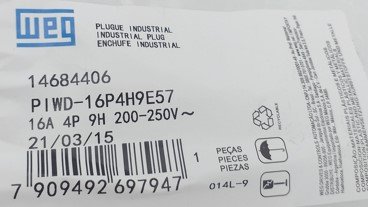 weg
PLUGUE INDUSTRIAL
INDUSTRIAL PLUG
ENCHUFE INDUSTRIAL
14684406
PIWD-16P4H9E57
16A 4P 9H 200-250V~
21/03/15
1
PEÇAS
PIECES
PIEZAS
7 909492 697947
014L-9